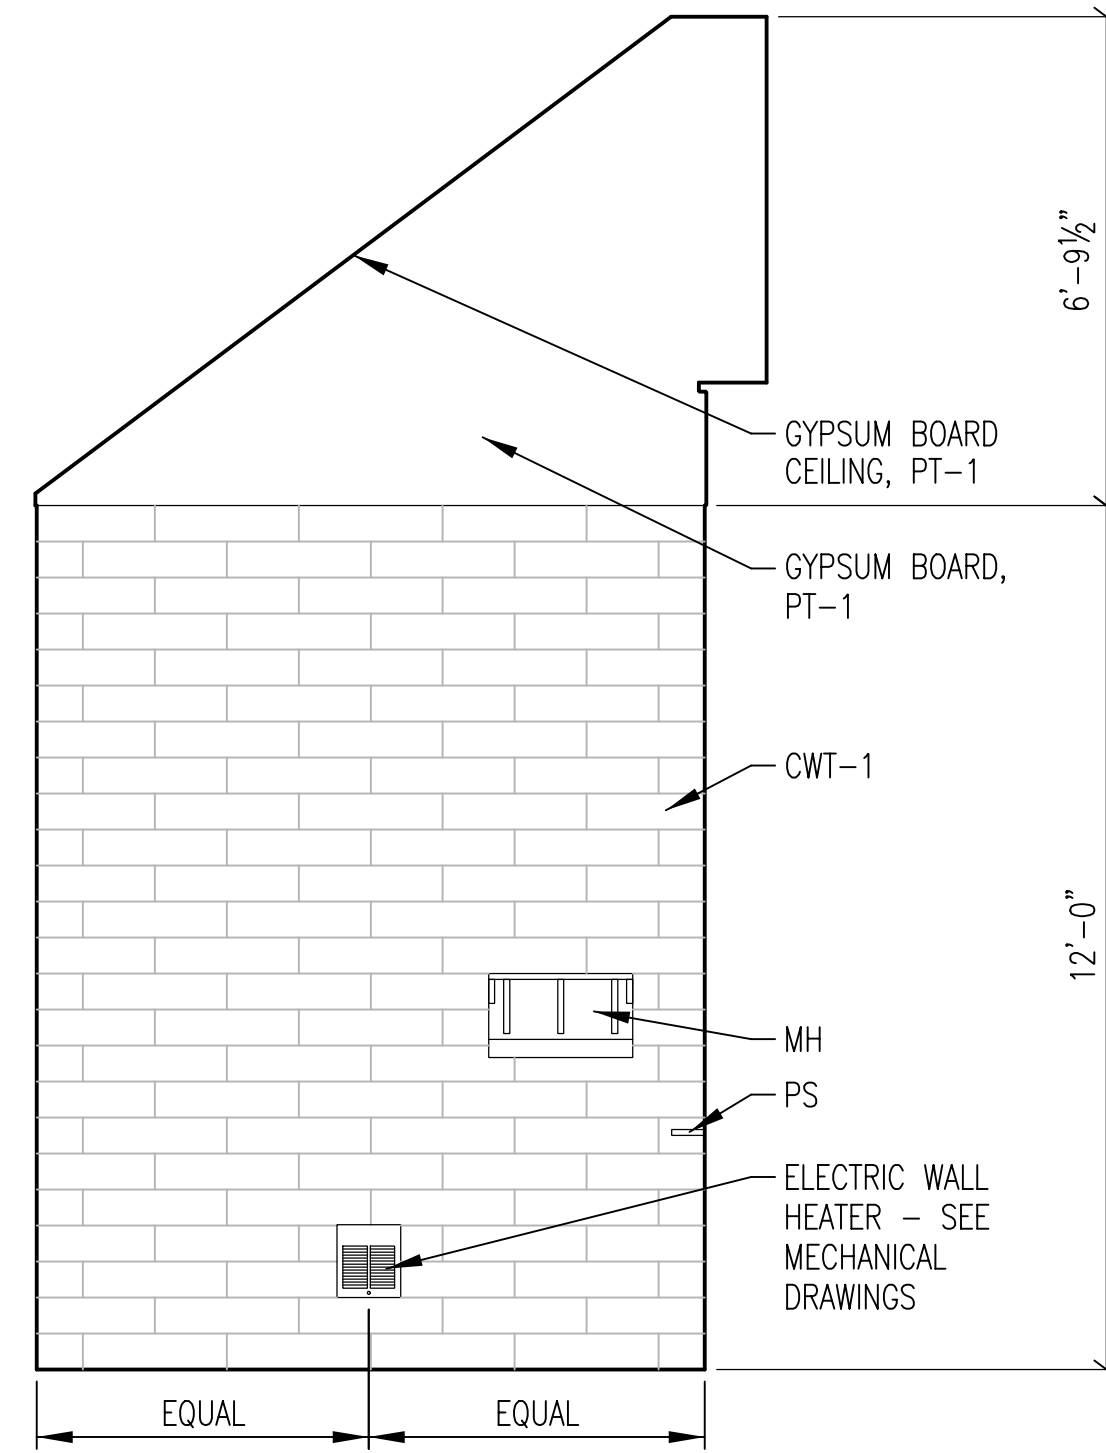 6'-9½"
GYPSUM BOARD
CEILING, PT-1
GYPSUM BOARD,
PT-1
CWT-1
12'-0"
MH
PS
ELECTRIC WALL
HEATER - SEE
MECHANICAL
DRAWINGS
EQUAL
EQUAL